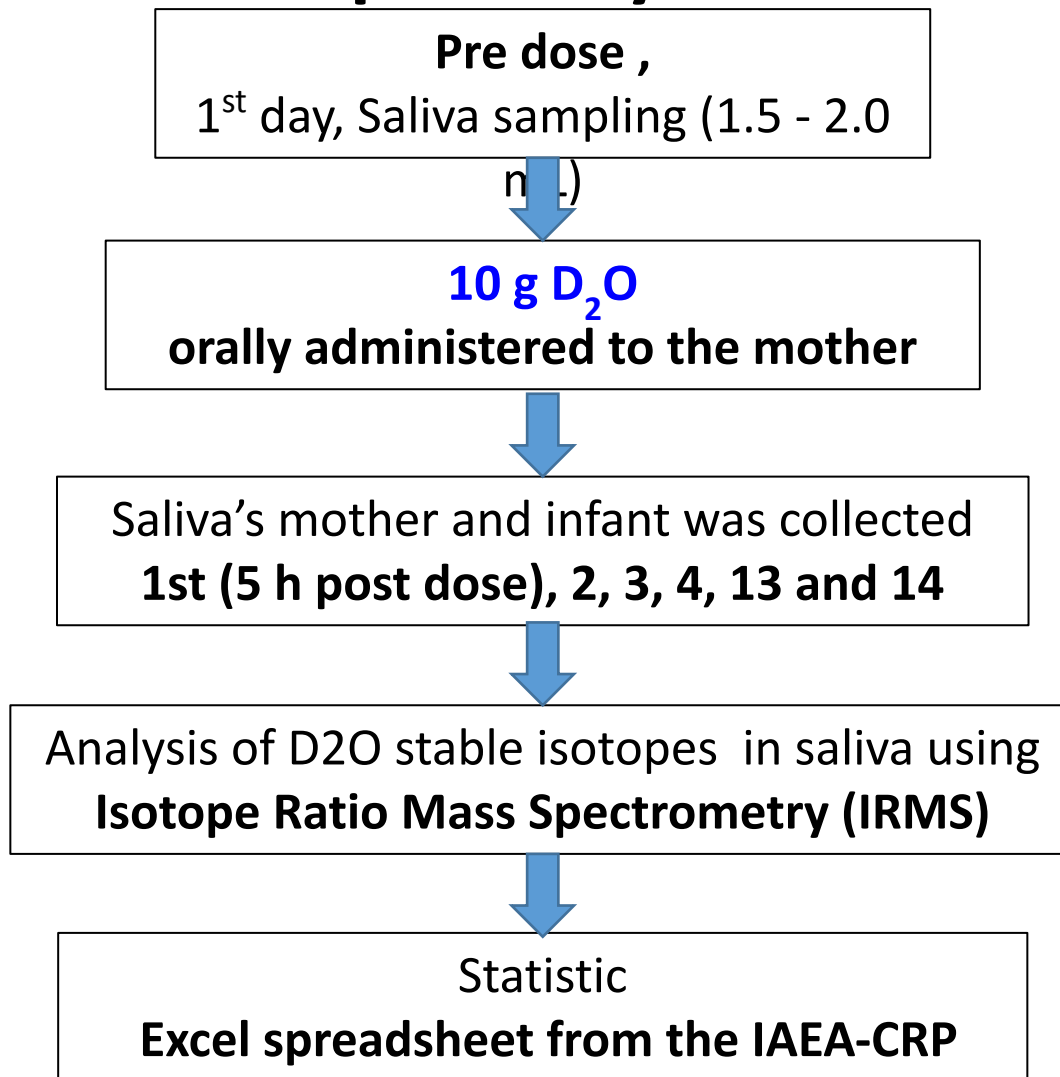 Pre dose ,
1st day, Saliva sampling (1.5 - 2.0
mL)
10 g D2O
orally administered to the mother
Saliva's mother and infant was collected
1st (5 h post dose), 2, 3, 4, 13 and 14
Analysis of D2O stable isotopes in saliva using
Isotope Ratio Mass Spectrometry (IRMS)
Statistic
Excel spreadsheet from the IAEA-CRP